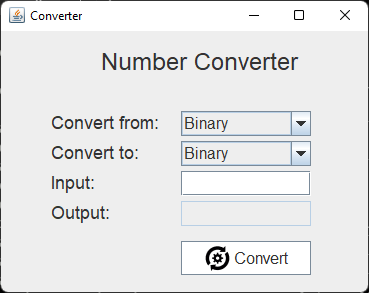 Converter
Number Converter
Convert from: Binary
Convert to: Binary
Input:
Output:
Convert